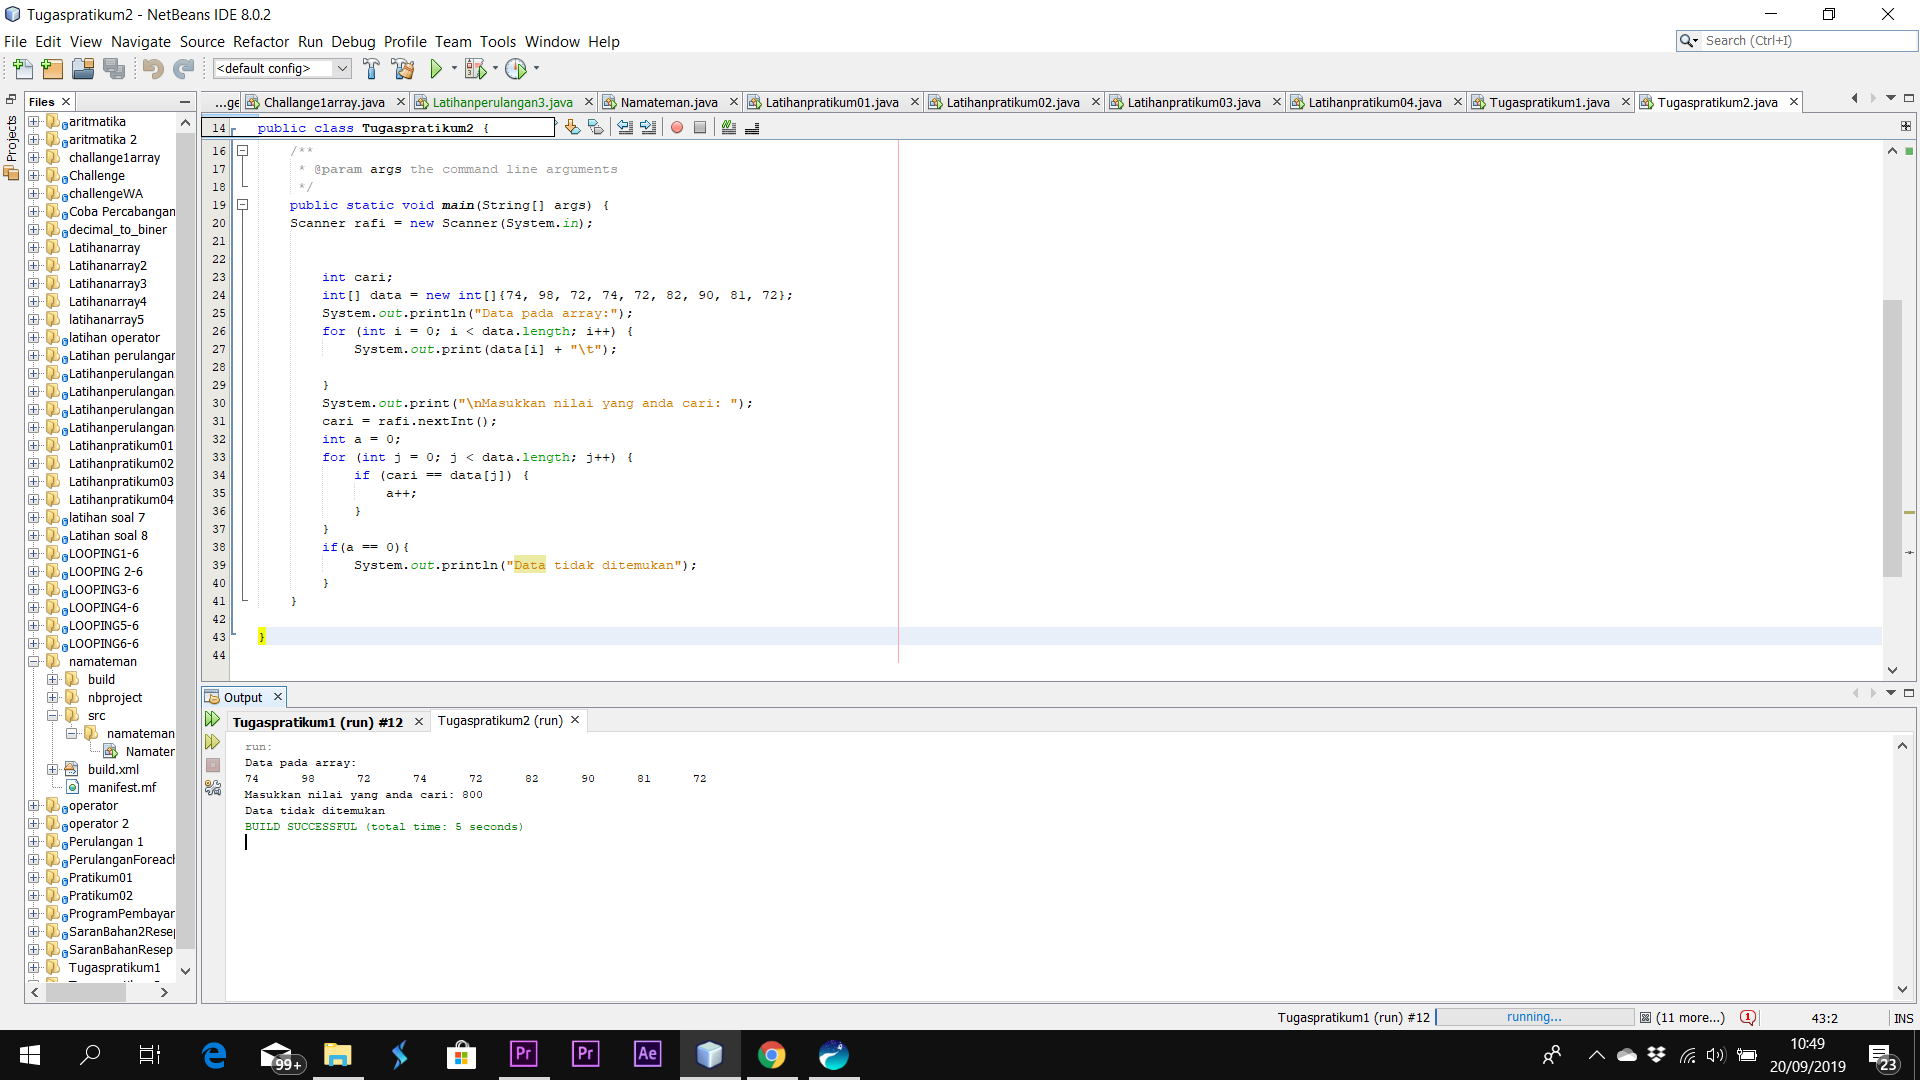 Tugaspratikum2 - NetBeans IDE 8.0.2
File Edit View Navigate Source Refactor Run Debug Profile Team Tools Window Help
Search (Ctrl+I)
<default config>
Projects
Files
...ge Challange1array.java Latihanperulangan3.java Namateman.java Latihanpratikum01.java Latihanpratikum02.java Latihanpratikum03.java Latihanpratikum04.java Tugaspratikum1.java Tugaspratikum2.java
aritmatika
aritmatika 2
challange1array
Challenge
challengeWA
Coba Percabangan
decimal_to_biner
Latihanarray
Latihanarray2
Latihanarray3
Latihanarray4
latihanarray5
latihan operator
Latihan perulangan
Latihanperulangan
Latihanperulangan
Latihanperulangan
Latihanperulangan
Latihanpratikum01
Latihanpratikum02
Latihanpratikum03
Latihanpratikum04
latihan soal 7
Latihan soal 8
LOOPING1-6
LOOPING 2-6
LOOPING3-6
LOOPING4-6
LOOPING5-6
LOOPING6-6
namateman
build
nbproject
src
namateman
Namater
build.xml
manifest.mf
operator
operator 2
Perulangan 1
PerulanganForeach
Pratikum01
Pratikum02
ProgramPembayar
SaranBahan2Rese
SaranBahanResep
Tugaspratikum1
14 public class Tugaspratikum2 {
16 /**
17 * @param args the command line arguments
18 */
19 public static void main(String[] args) {
20 Scanner rafi = new Scanner(System.in);
21
22
23 int cari;
24 int[] data = new int[]{74, 98, 72, 74, 72, 82, 90, 81, 72};
25 System.out.println("Data pada array:");
26 for (int i = 0; i < data.length; i++) {
27 System.out.print(data[i] + "\t");
28
29 }
30 System.out.print("\nMasukkan nilai yang anda cari: ");
31 cari = rafi.nextInt();
32 int a = 0;
33 for (int j = 0; j < data.length; j++) {
34 if (cari == data[j]) {
35 a++;
36 }
37 }
38 if(a == 0){
39 System.out.println("Data tidak ditemukan");
40 }
41 }
42
43 }
44
Output
Tugaspratikum1 (run) #12 Tugaspratikum2 (run)
run:
Data pada array:
74 98 72 74 72 82 90 81 72
Masukkan nilai yang anda cari: 800
Data tidak ditemukan
BUILD SUCCESSFUL (total time: 5 seconds)
Tugaspratikum1 (run) #12 running... (11 more...) 1 43:2 INS
99+ Pr Pr Ae
10:49
20/09/2019
23